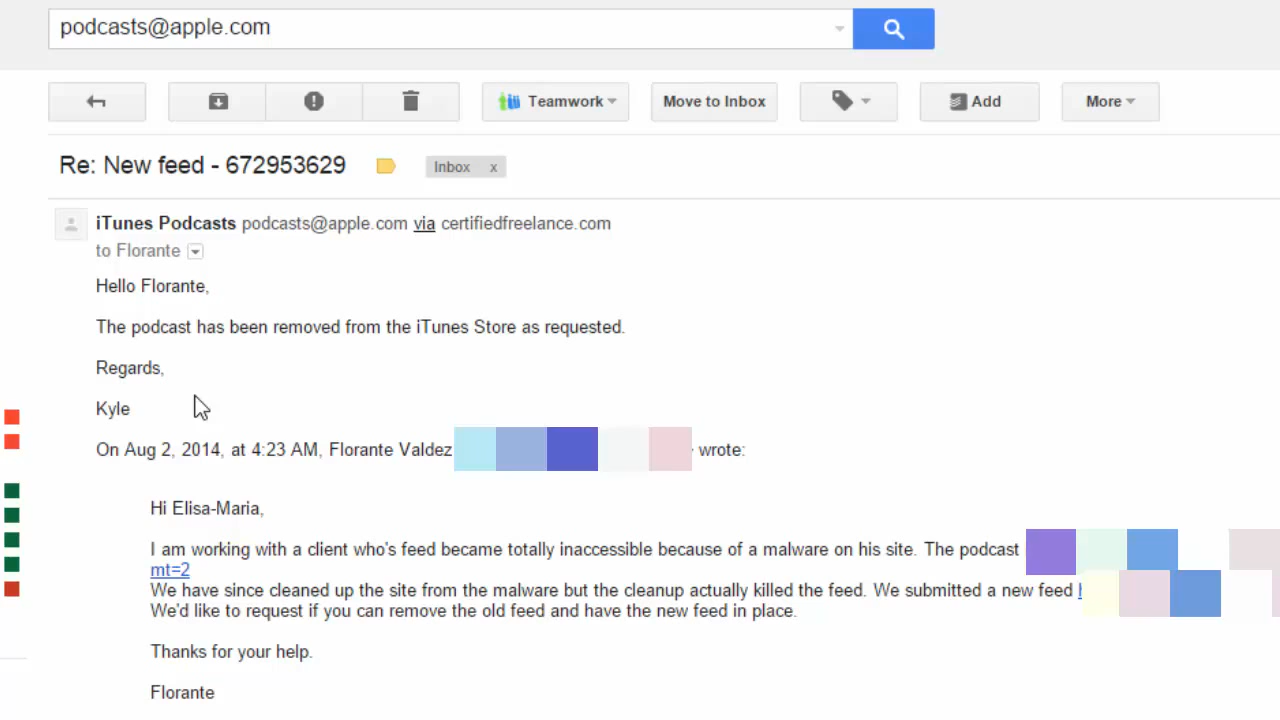 podcasts@apple.com
Teamwork
Move to Inbox
Add
More
Re: New feed - 672953629
Inbox x
iTunes Podcasts podcasts@apple.com via certifiedfreelance.com
to Florante
Hello Florante,
The podcast has been removed from the iTunes Store as requested.
Regards,
Kyle
On Aug 2, 2014, at 4:23 AM, Florante Valdez wrote:
Hi Elisa-Maria,
I am working with a client who's feed became totally inaccessible because of a malware on his site. The podcast
mt=2
We have since cleaned up the site from the malware but the cleanup actually killed the feed. We submitted a new feed
We'd like to request if you can remove the old feed and have the new feed in place.
Thanks for your help.
Florante